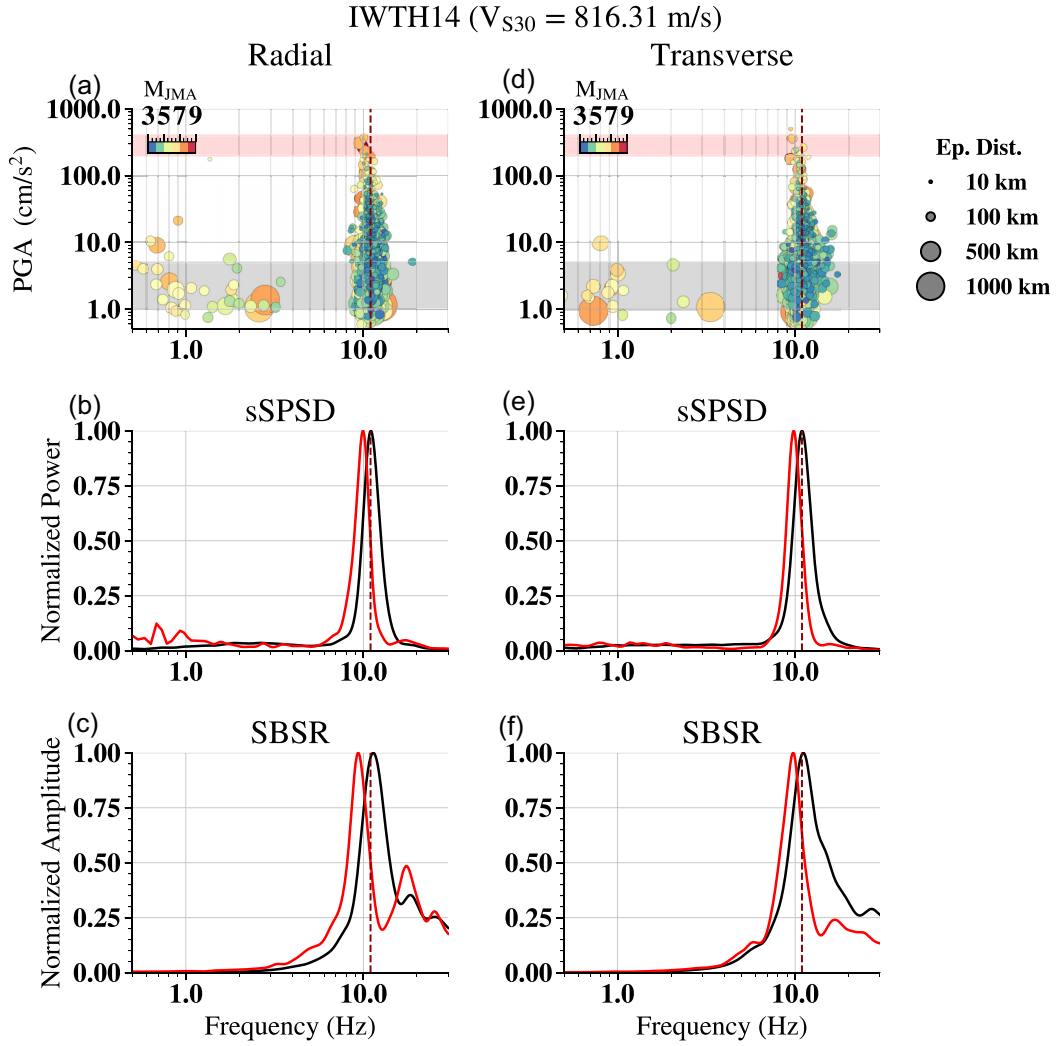 IWTH14 (VS30 = 816.31 m/s)
Radial
Transverse
(a)
(d)
MJMA
3579
MJMA
3579
PGA (cm/s2)
1000.0
100.0
10.0
1.0
1.0
10.0
1000.0
100.0
10.0
1.0
1.0
10.0
Ep. Dist.
10 km
100 km
500 km
1000 km
(b)
sSPSD
(e)
sSPSD
Normalized Power
1.00
0.75
0.50
0.25
0.00
1.0
10.0
1.00
0.75
0.50
0.25
0.00
1.0
10.0
(c)
SBSR
(f)
SBSR
Normalized Amplitude
1.00
0.75
0.50
0.25
0.00
1.0
10.0
Frequency (Hz)
1.00
0.75
0.50
0.25
0.00
1.0
10.0
Frequency (Hz)